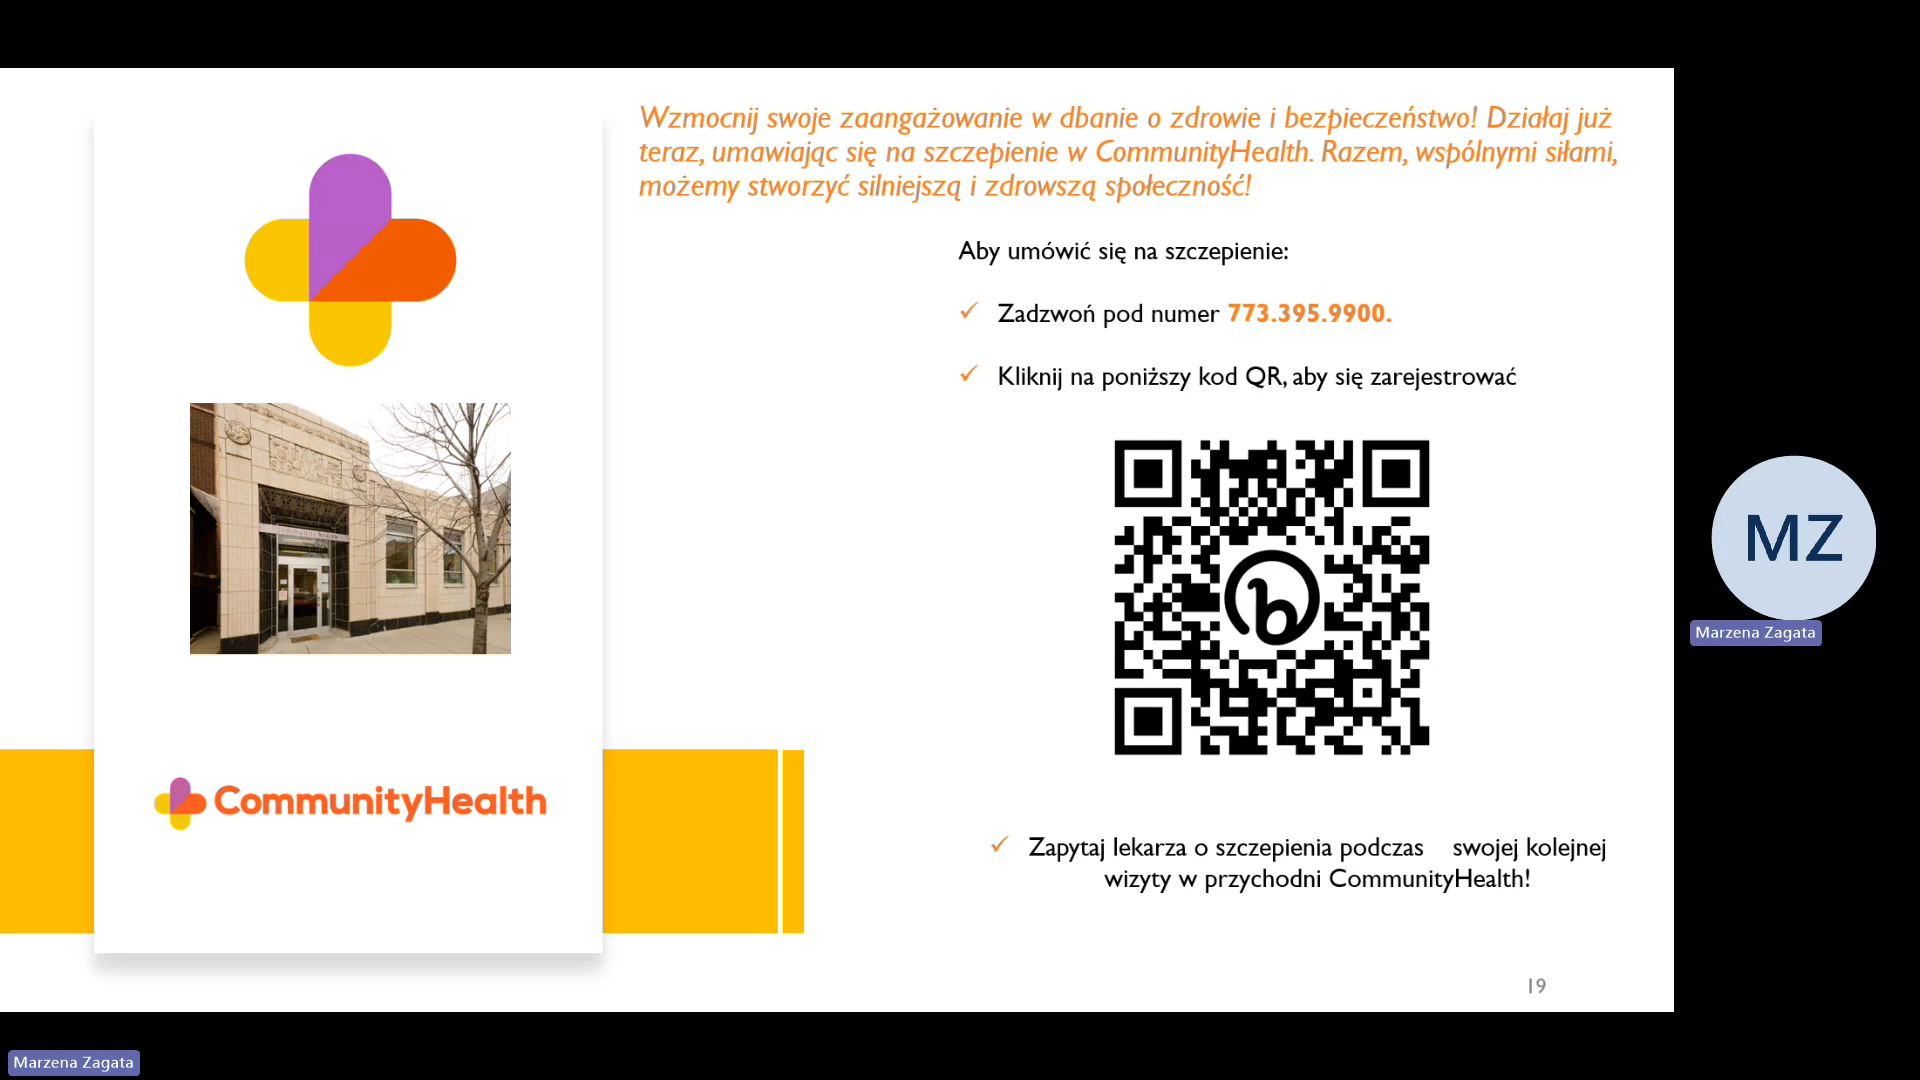 Wzmocnij swoje zaangażowanie w dbanie o zdrowie i bezpieczeństwo! Działaj już
teraz, umawiając się na szczepienie w CommunityHealth. Razem, wspólnymi siłami,
możemy stworzyć silniejszą i zdrowszą społeczność!
Aby umówić się na szczepienie:
✓ Zadzwoń pod numer 773.395.9900.
✓ Kliknij na poniższy kod QR, aby się zarejestrować
b
CommunityHealth
✓ Zapytaj lekarza o szczepienia podczas swojej kolejnej
wizyty w przychodni CommunityHealth!
19
MZ
Marzena Zagata
Marzena Zagata